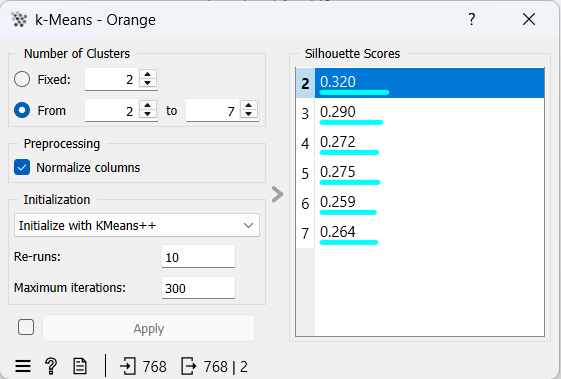 k-Means - Orange
Number of Clusters
Fixed: 2
From 2 to 7
Preprocessing
Normalize columns
Initialization
Initialize with KMeans++
Re-runs: 10
Maximum iterations: 300
Apply
768 768 | 2
Silhouette Scores
2 0.320
3 0.290
4 0.272
5 0.275
6 0.259
7 0.264